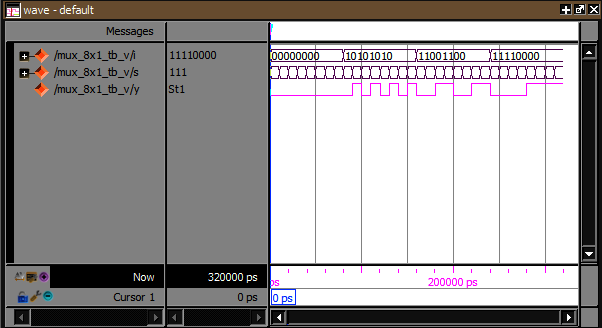 wave - default
Messages
/mux_8x1_tb_v/i 11110000 00000000 10101010 11001100 11110000
/mux_8x1_tb_v/s 111
/mux_8x1_tb_v/y St1
Now 320000 ps ps 200000 ps
Cursor 1 0 ps 0 ps